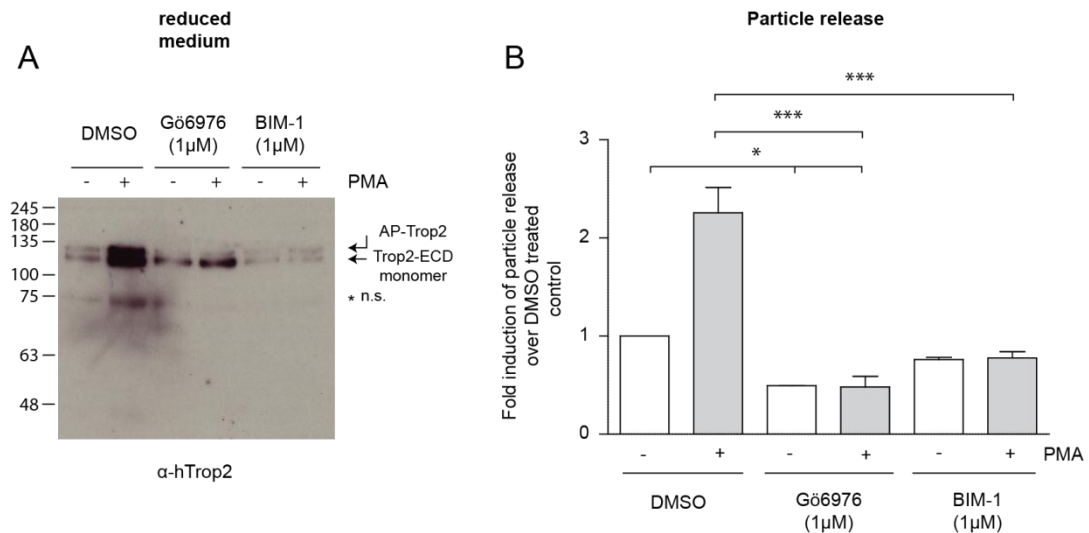 reduced
medium
A
DMSO
Gö6976
(1µM)
BIM-1
(1µM)
- + - + - + PMA
245
180
135
100
75
63
48
AP-Trop2
Trop2-ECD
monomer
* n.s.
α-hTrop2
Particle release
B
***
***
*
Fold induction of particle release
over DMSO treated
control
3
2
1
0
- + - + - + PMA
DMSO
Gö6976
(1µM)
BIM-1
(1µM)